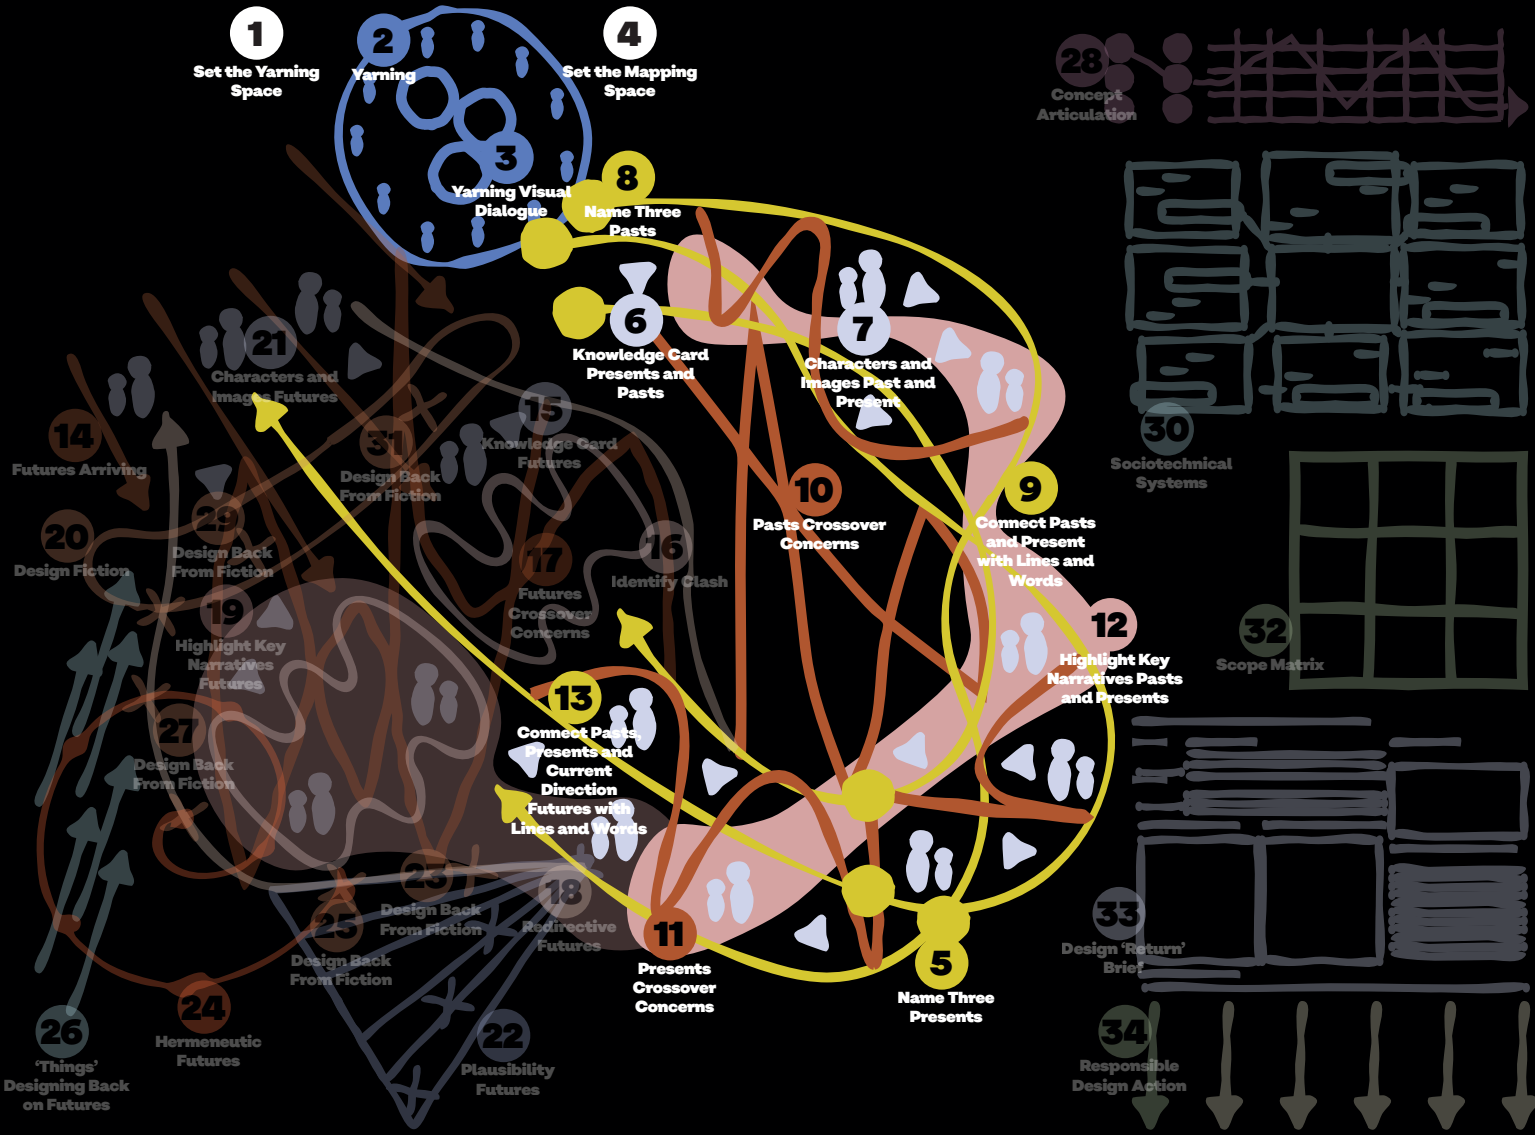 1
Set the Yarning
Space
2
Yarning
3
Yarning Visual
Dialogue
4
Set the Mapping
Space
8
Name Three
Pasts
6
Knowledge Card
Presents and
Pasts
7
Characters and
Images Past and
Present
10
Pasts Crossover
Concerns
9
Connect Pasts
and Present
with Lines and
Words
12
Highlight Key
Narratives Pasts
and Presents
13
Connect Pasts,
Presents and
Current
Direction
Futures with
Lines and Words
11
Presents
Crossover
Concerns
5
Name Three
Presents
21
Characters and
Images Futures
14
Futures Arriving
31
Design Back
From Fiction
15
Knowledge Card
Futures
20
Design Fiction
29
Design Back
From Fiction
17
Futures
Crossover
Concerns
16
Identify Clash
19
Highlight Key
Narratives
Futures
27
Design Back
From Fiction
23
Design Back
From Fiction
18
Redirective
Futures
25
Design Back
From Fiction
24
Hermeneutic
Futures
26
‘Things’
Designing Back
on Futures
22
Plausibility
Futures
28
Concept
Articulation
30
Sociotechnical
Systems
32
Scope Matrix
33
Design ‘Return’
Brief
34
Responsible
Design Action